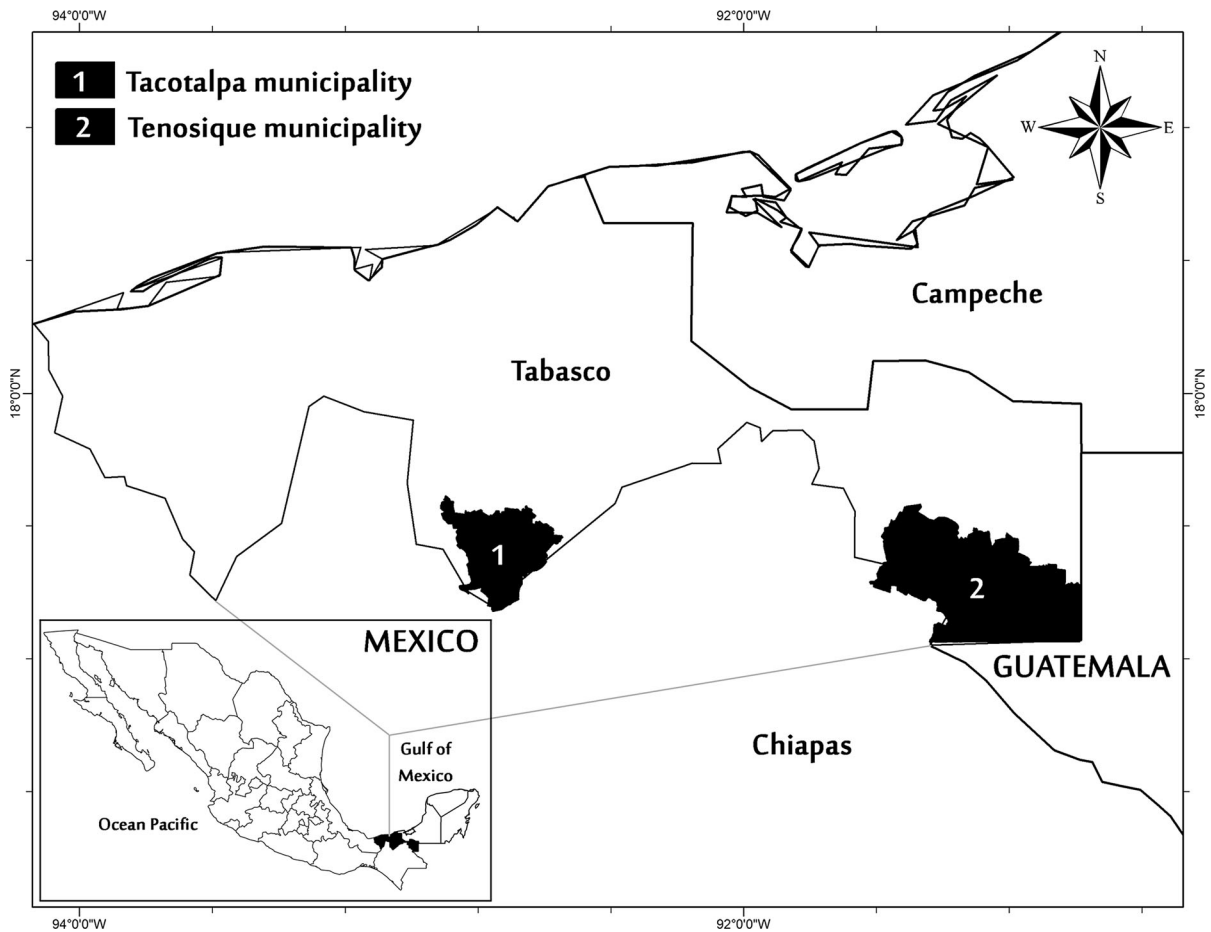 94°0'0"W 92°0'0"W
1 Tacotalpa municipality
2 Tenosique municipality
N
W E
S
Campeche
Tabasco
18°0'0"N 18°0'0"N
1
2
MEXICO
GUATEMALA
Chiapas
Gulf of
Mexico
Ocean Pacific
94°0'0"W 92°0'0"W